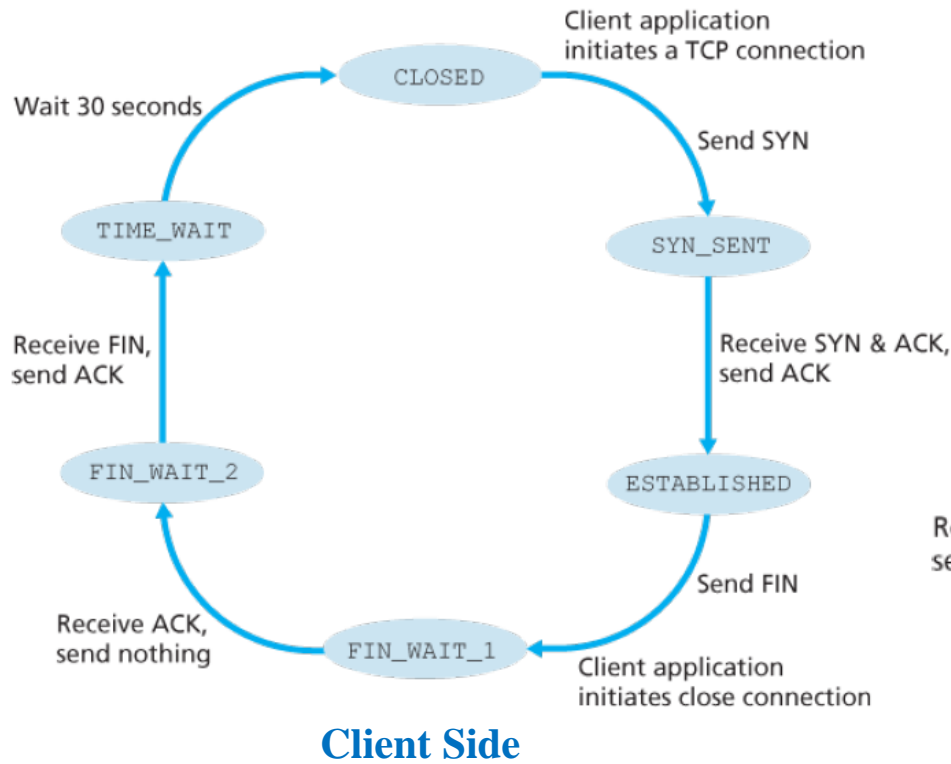 Client application
initiates a TCP connection
CLOSED
Wait 30 seconds
Send SYN
TIME_WAIT
SYN_SENT
Receive FIN,
send ACK
Receive SYN & ACK,
send ACK
FIN_WAIT_2
ESTABLISHED
Send FIN
Receive ACK,
send nothing
FIN_WAIT_1
Client application
initiates close connection
Client Side